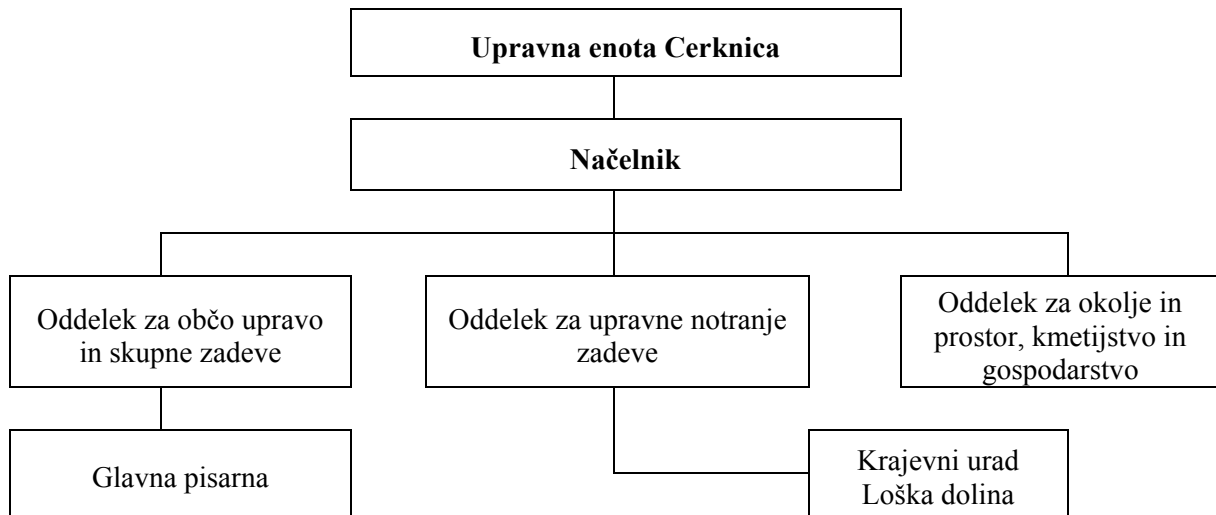 Upravna enota Cerknica
Načelnik
Oddelek za občo upravo
in skupne zadeve
Oddelek za upravne notranje
zadeve
Oddelek za okolje in
prostor, kmetijstvo in
gospodarstvo
Glavna pisarna
Krajevni urad
Loška dolina